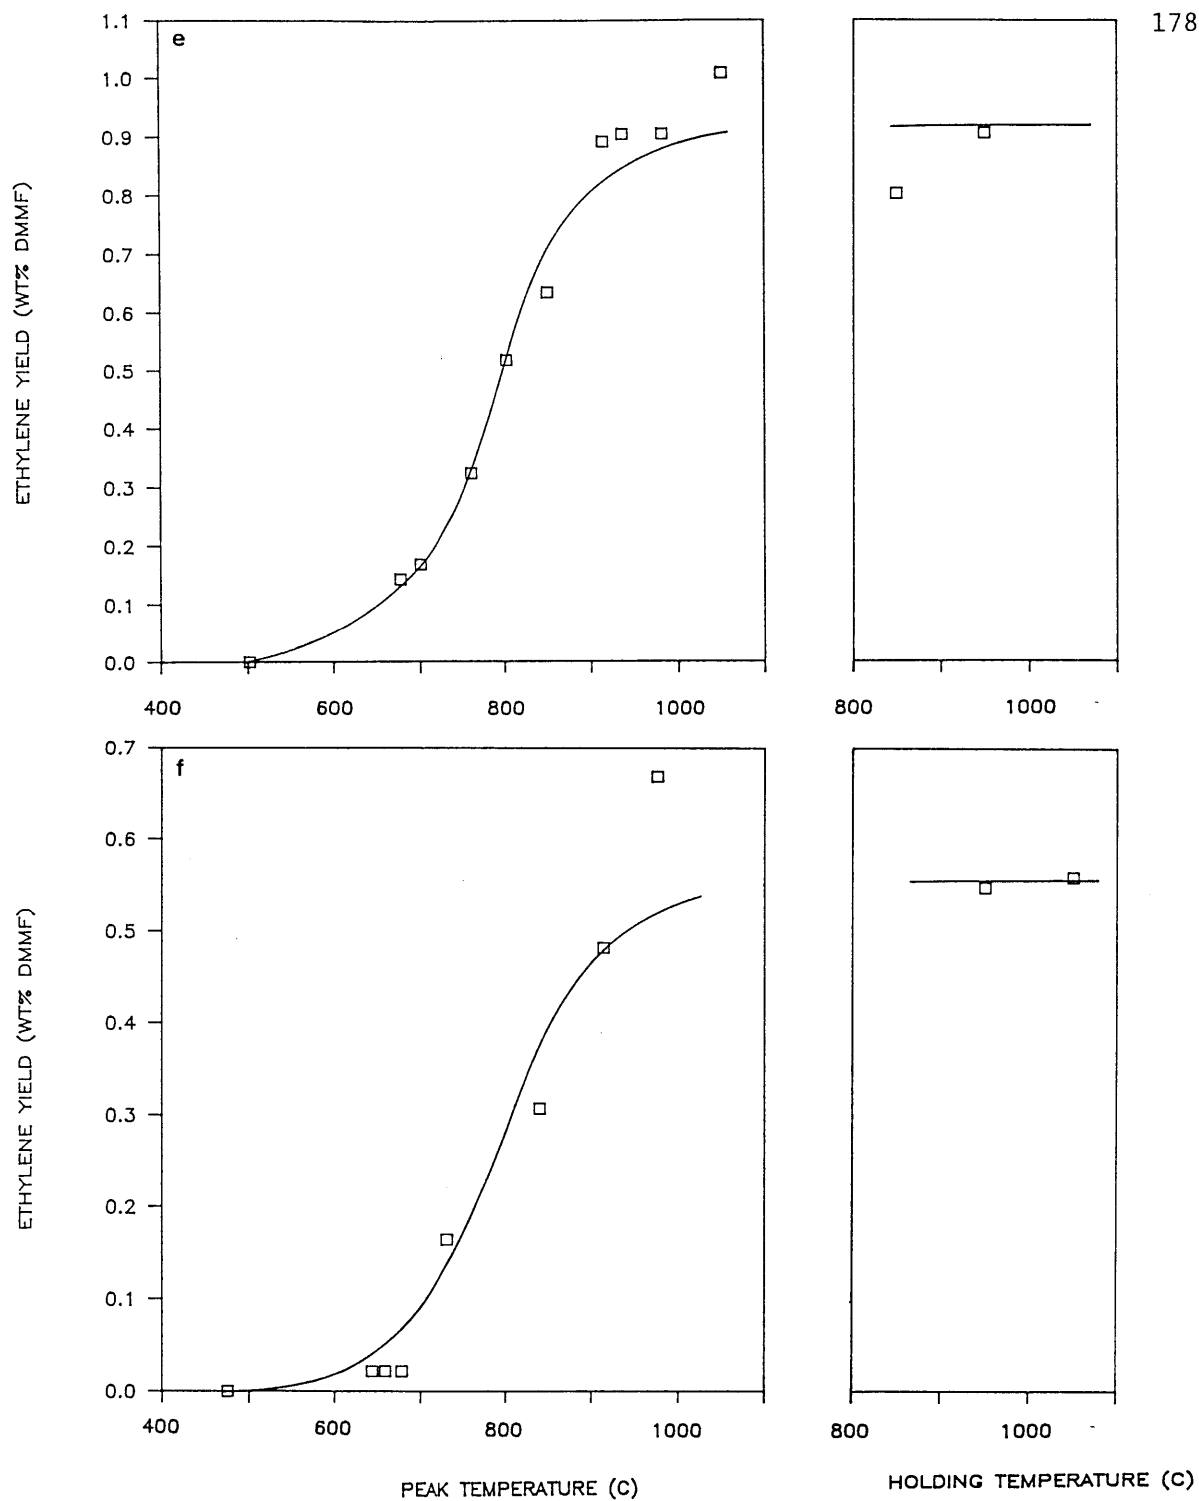 178
e
ETHYLENE YIELD (WT% DMMF)
1.1
1.0
0.9
0.8
0.7
0.6
0.5
0.4
0.3
0.2
0.1
0.0
400 600 800 1000
800 1000
f
ETHYLENE YIELD (WT% DMMF)
0.7
0.6
0.5
0.4
0.3
0.2
0.1
0.0
400 600 800 1000
800 1000
PEAK TEMPERATURE (C)
HOLDING TEMPERATURE (C)